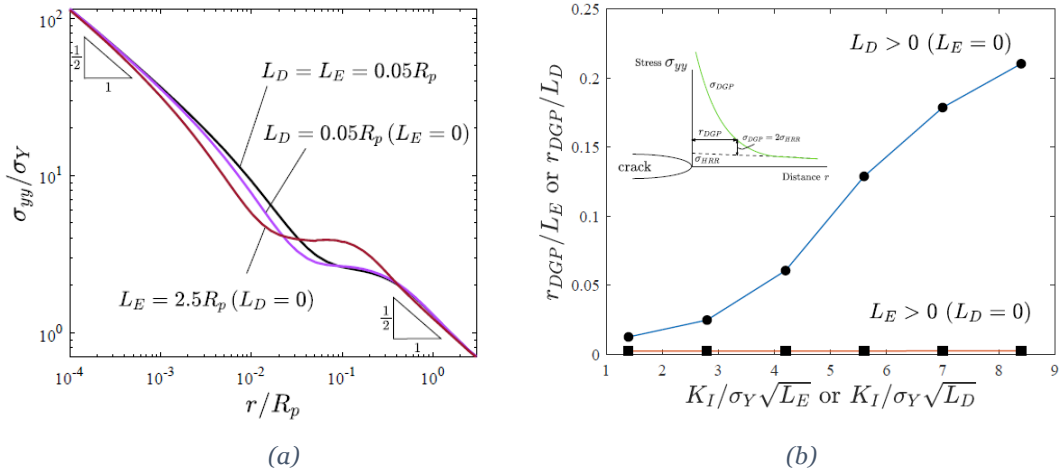 10^2
10^1
10^0
10^-4
10^-3
10^-2
10^-1
10^0
σ_yy/σ_Y
r/R_p
1/2
1
L_D = L_E = 0.05R_p
L_D = 0.05R_p (L_E = 0)
L_E = 2.5R_p (L_D = 0)
1/2
1
(a)
0.25
0.2
0.15
0.1
0.05
0
1 2 3 4 5 6 7 8 9
r_DGP/L_E or r_DGP/L_D
K_I/σ_Y√L_E or K_I/σ_Y√L_D
L_D > 0 (L_E = 0)
L_E > 0 (L_D = 0)
Stress σ_yy
σ_DGP
r_DGP
σ_DGP = 2σ_HRR
σ_HRR
crack
Distance r
(b)